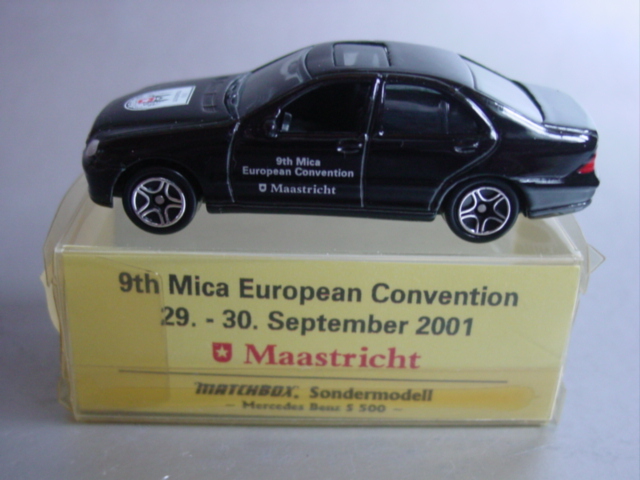 9th Mica
European Convention
Maastricht
9th Mica European Convention
29. - 30. September 2001
Maastricht
MATCHBOX. Sondermodell
- Mercedes Benz S 500 -